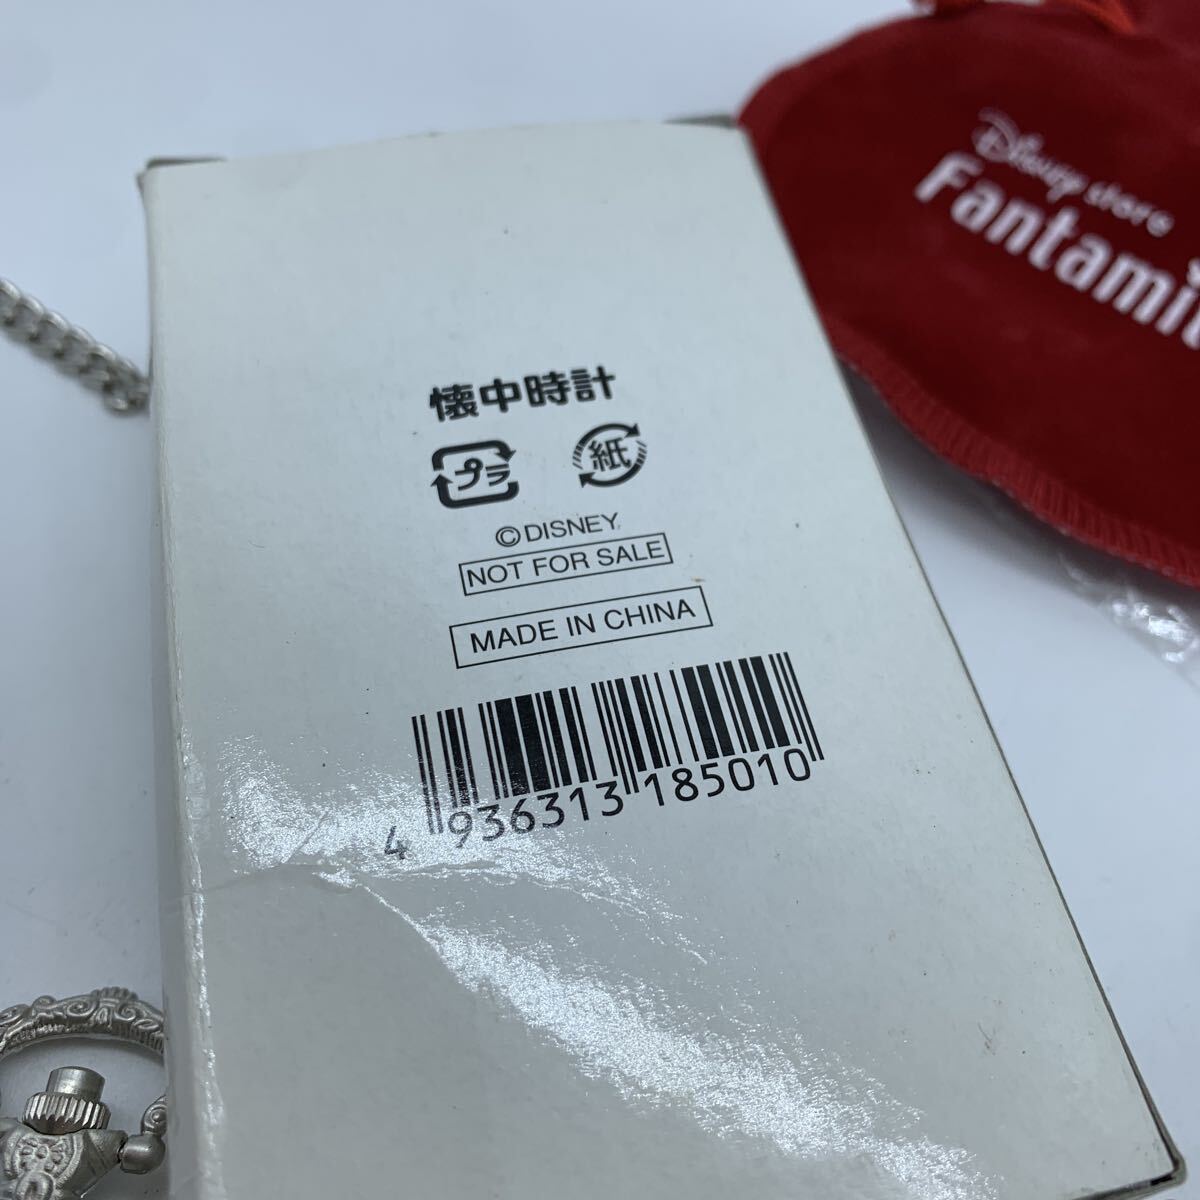 Disney store
Fantami
懐中時計
プラ
紙
©DISNEY.
NOT FOR SALE
MADE IN CHINA
4 936313 185010